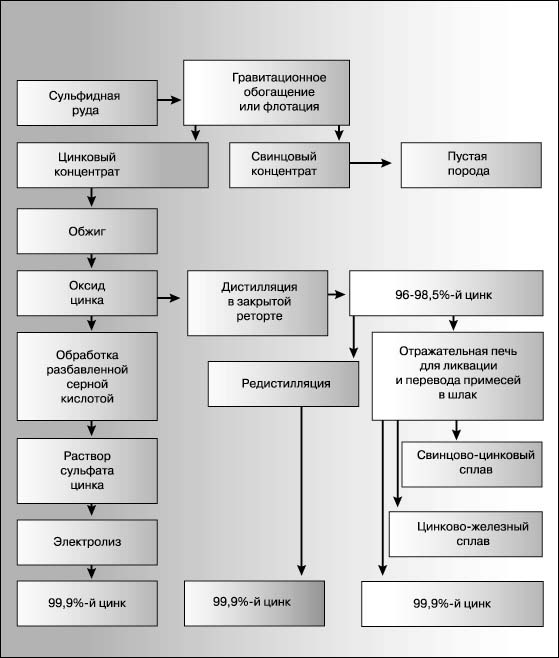 Сульфидная
руда
Гравитационное
обогащение
или флотация
Цинковый
концентрат
Свинцовый
концентрат
Пустая
порода
Обжиг
Оксид
цинка
Дистилляция
в закрытой
реторте
96-98,5%-й цинк
Обработка
разбавленной
серной
кислотой
Редистилляция
Отражательная печь
для ликвации
и перевода примесей
в шлак
Раствор
сульфата
цинка
Свинцово-цинковый
сплав
Электролиз
Цинково-железный
сплав
99,9%-й цинк
99,9%-й цинк
99,9%-й цинк